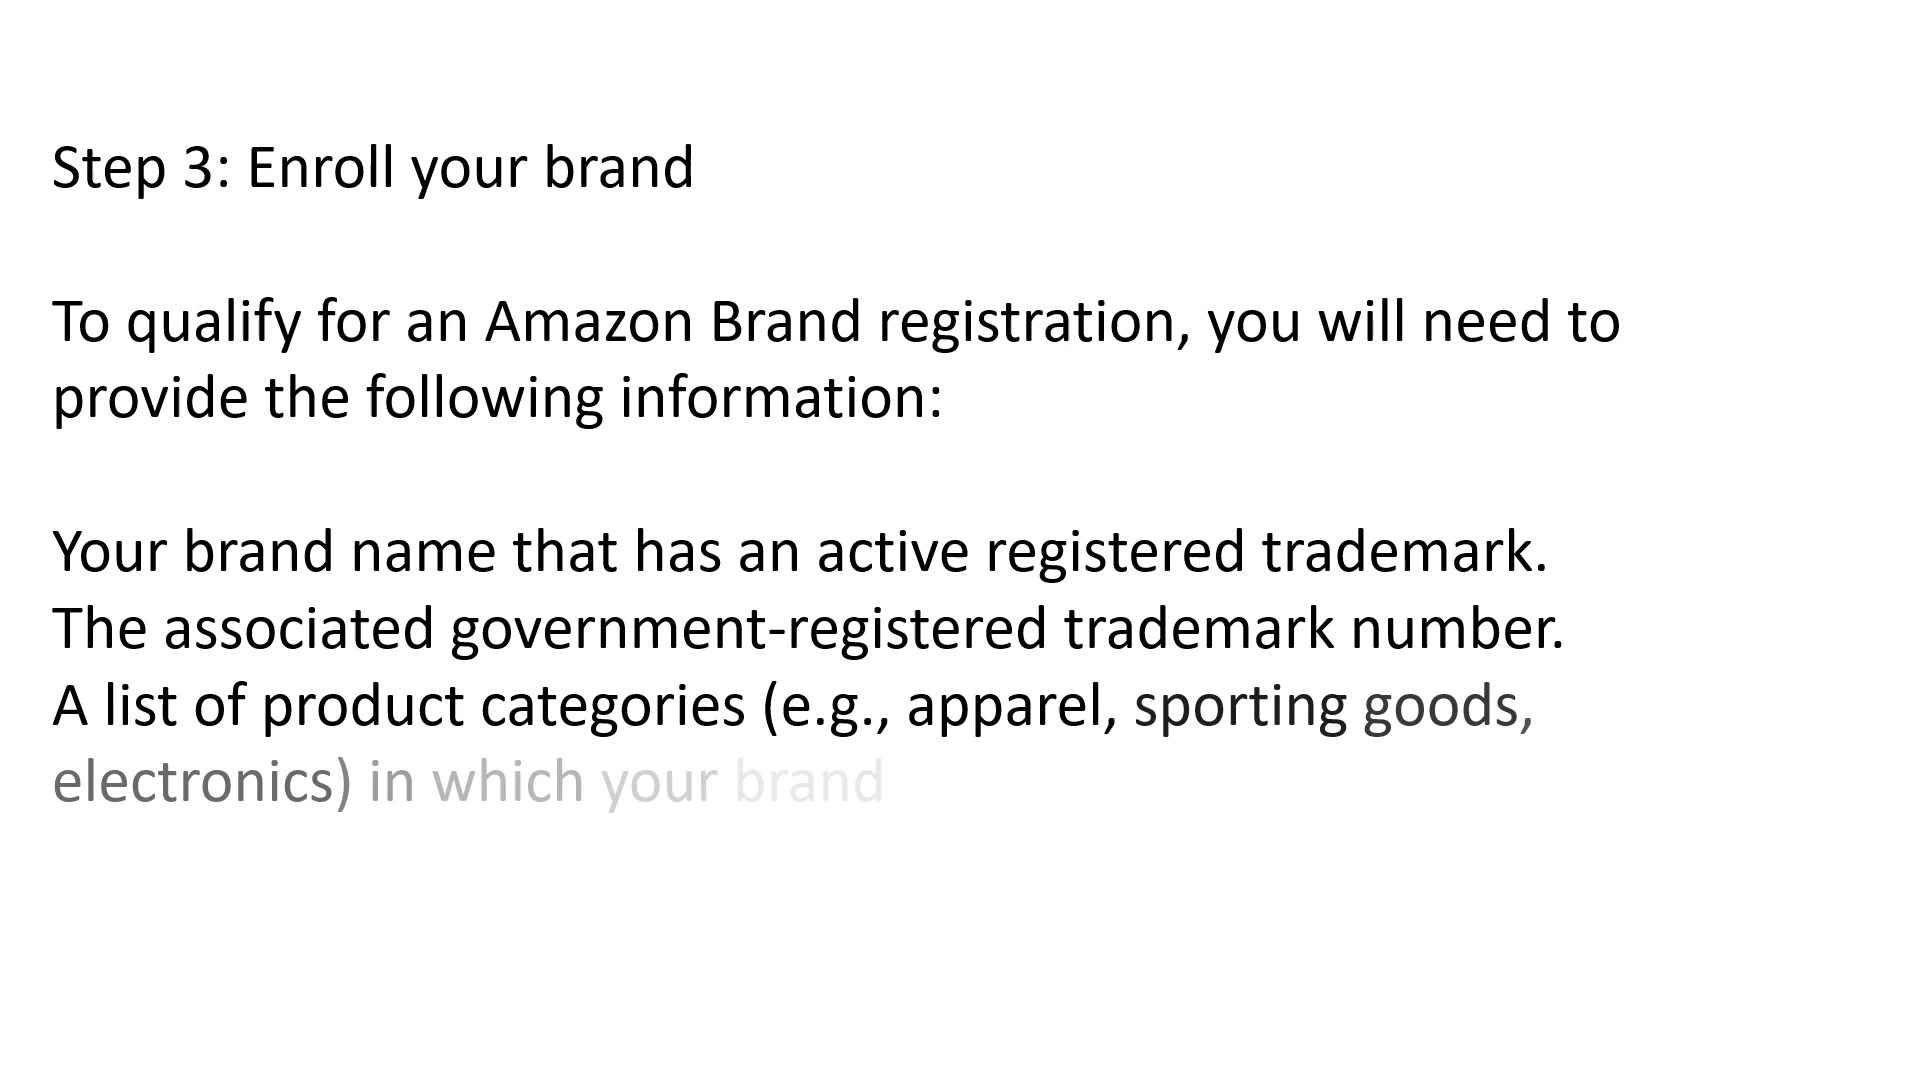 Step 3: Enroll your brand
To qualify for an Amazon Brand registration, you will need to
provide the following information:
Your brand name that has an active registered trademark.
The associated government-registered trademark number.
A list of product categories (e.g., apparel, sporting goods,
electronics) in which your brand